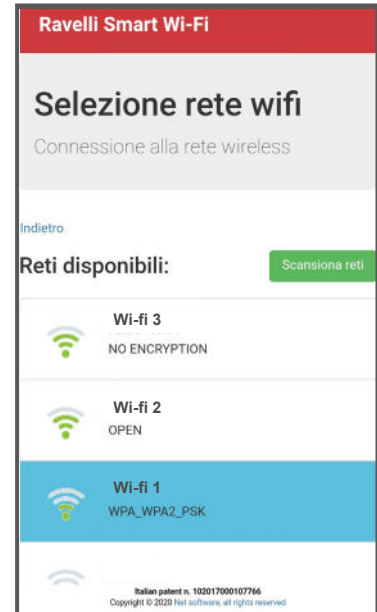 Ravelli Smart Wi-Fi
Selezione rete wifi
Connessione alla rete wireless
Indietro
Reti disponibili:
Scansiona reti
Wi-fi 3
NO ENCRYPTION
Wi-fi 2
OPEN
Wi-fi 1
WPA_WPA2_PSK
Italian patent n. 102017000107766
Copyright © 2020 Net software, all rights reserved